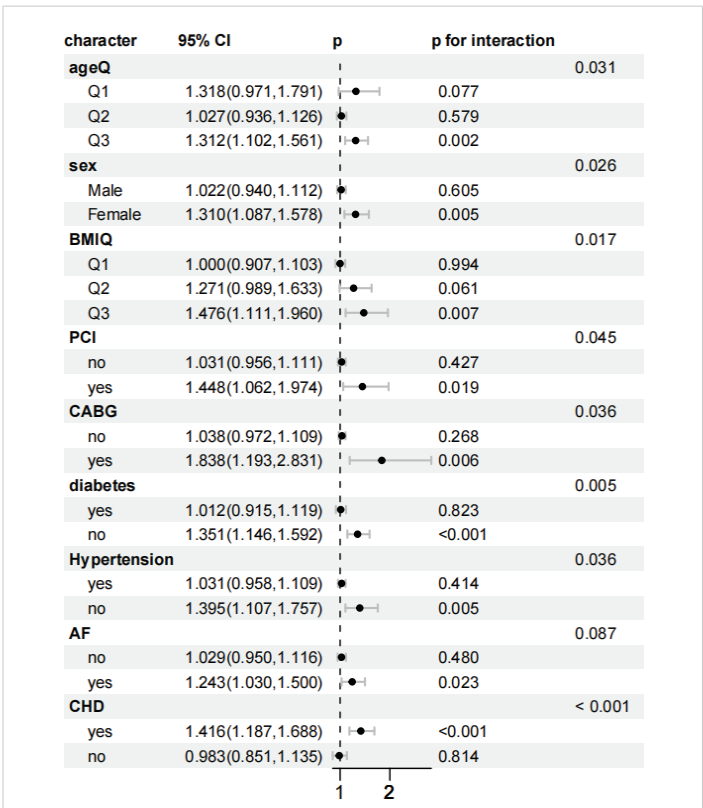 character 95% CI p p for interaction
ageQ 0.031
Q1 1.318(0.971,1.791) 0.077
Q2 1.027(0.936,1.126) 0.579
Q3 1.312(1.102,1.561) 0.002
sex 0.026
Male 1.022(0.940,1.112) 0.605
Female 1.310(1.087,1.578) 0.005
BMIQ 0.017
Q1 1.000(0.907,1.103) 0.994
Q2 1.271(0.989,1.633) 0.061
Q3 1.476(1.111,1.960) 0.007
PCI 0.045
no 1.031(0.956,1.111) 0.427
yes 1.448(1.062,1.974) 0.019
CABG 0.036
no 1.038(0.972,1.109) 0.268
yes 1.838(1.193,2.831) 0.006
diabetes 0.005
yes 1.012(0.915,1.119) 0.823
no 1.351(1.146,1.592) <0.001
Hypertension 0.036
yes 1.031(0.958,1.109) 0.414
no 1.395(1.107,1.757) 0.005
AF 0.087
no 1.029(0.950,1.116) 0.480
yes 1.243(1.030,1.500) 0.023
CHD < 0.001
yes 1.416(1.187,1.688) <0.001
no 0.983(0.851,1.135) 0.814
1 2